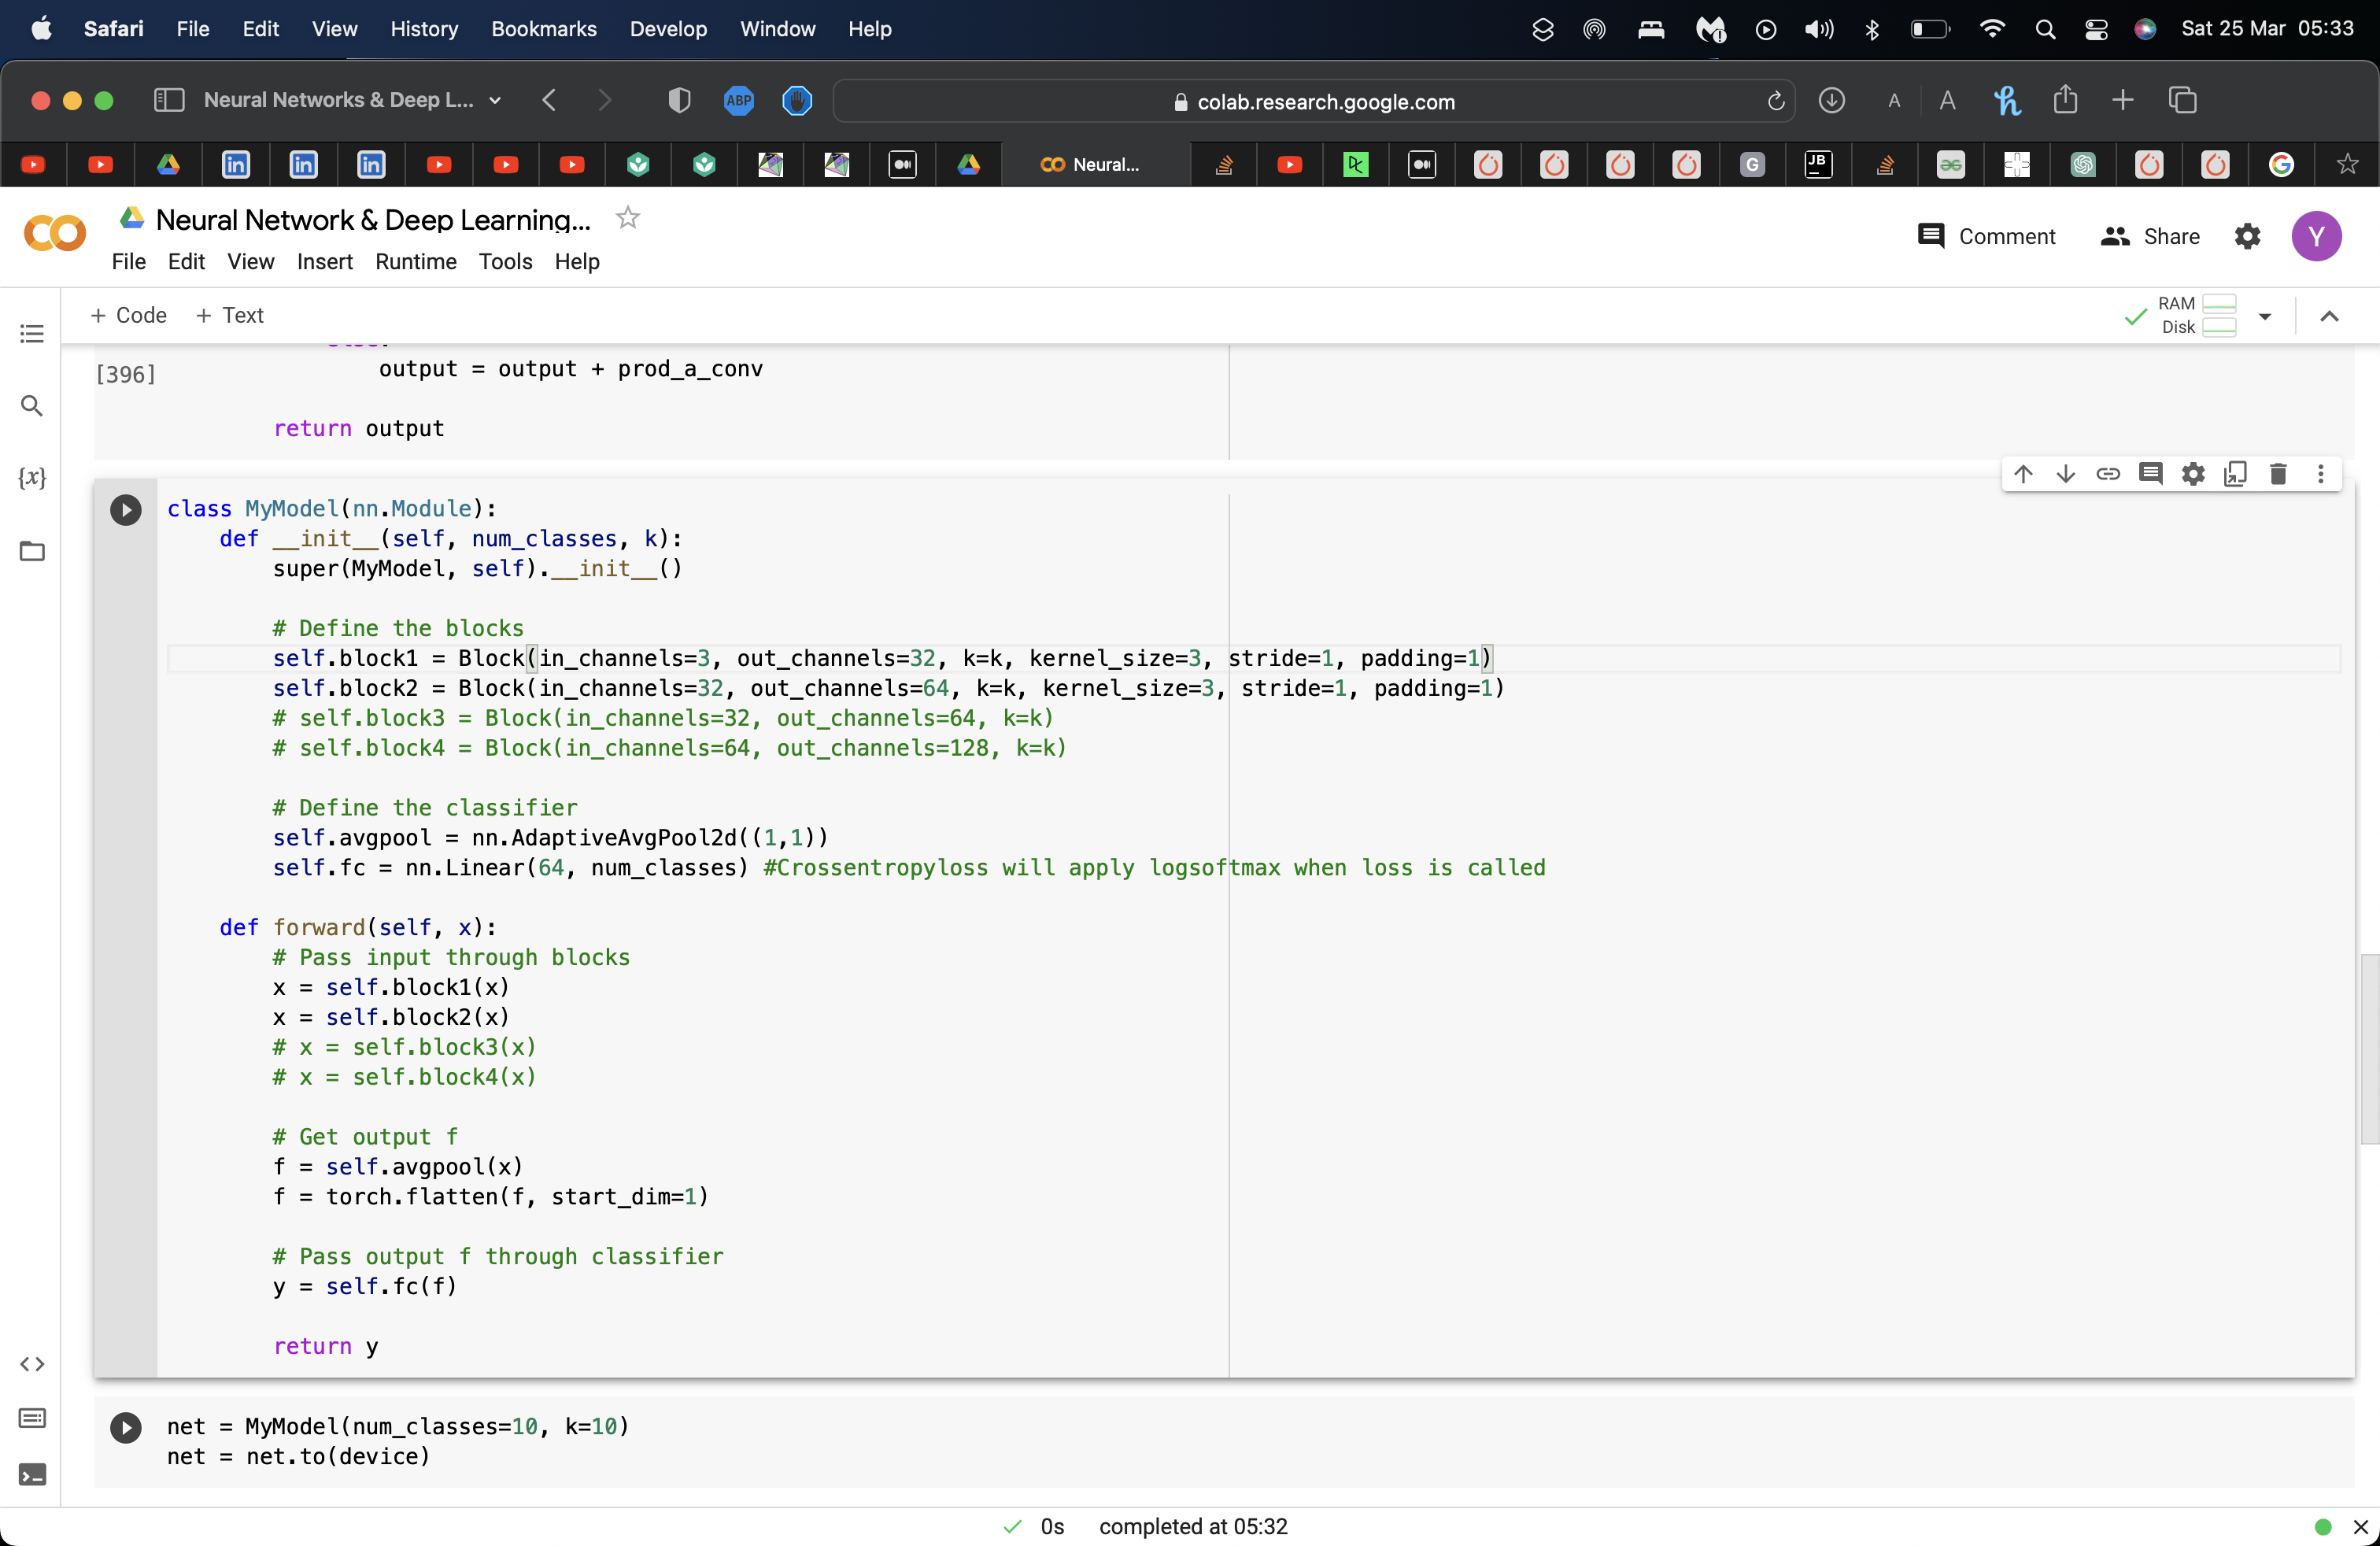 Safari File Edit View History Bookmarks Develop Window Help Sat 25 Mar 05:33
Neural Networks & Deep L... ABP colab.research.google.com A A
Neural... G JB
Neural Network & Deep Learning...
Comment Share Y
File Edit View Insert Runtime Tools Help
+ Code + Text RAM
Disk
[396]
output = output + prod_a_conv
return output
class MyModel(nn.Module):
def __init__(self, num_classes, k):
super(MyModel, self).__init__()
# Define the blocks
self.block1 = Block(in_channels=3, out_channels=32, k=k, kernel_size=3, stride=1, padding=1)
self.block2 = Block(in_channels=32, out_channels=64, k=k, kernel_size=3, stride=1, padding=1)
# self.block3 = Block(in_channels=32, out_channels=64, k=k)
# self.block4 = Block(in_channels=64, out_channels=128, k=k)
# Define the classifier
self.avgpool = nn.AdaptiveAvgPool2d((1,1))
self.fc = nn.Linear(64, num_classes) #Crossentropyloss will apply logsoftmax when loss is called
def forward(self, x):
# Pass input through blocks
x = self.block1(x)
x = self.block2(x)
# x = self.block3(x)
# x = self.block4(x)
# Get output f
f = self.avgpool(x)
f = torch.flatten(f, start_dim=1)
# Pass output f through classifier
y = self.fc(f)
return y
net = MyModel(num_classes=10, k=10)
net = net.to(device)
0s completed at 05:32